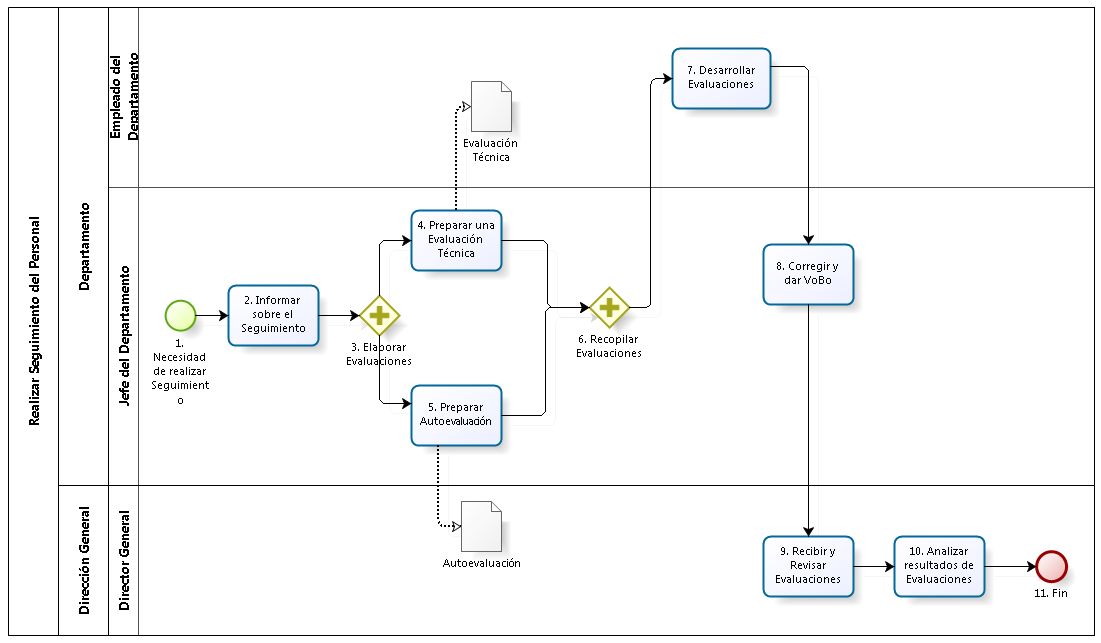 Realizar Seguimiento del Personal
Departamento
Empleado del
Departamento
7. Desarrollar
Evaluaciones
Evaluación
Técnica
Jefe del Departamento
4. Preparar una
Evaluación
Técnica
8. Corregir y
dar VoBo
2. Informar
sobre el
Seguimiento
1.
Necesidad
de realizar
Seguimient
o
3. Elaborar
Evaluaciones
6. Recopilar
Evaluaciones
5. Preparar
Autoevaluación
Dirección General
Director General
Autoevaluación
9. Recibir y
Revisar
Evaluaciones
10. Analizar
resultados de
Evaluaciones
11. Fin